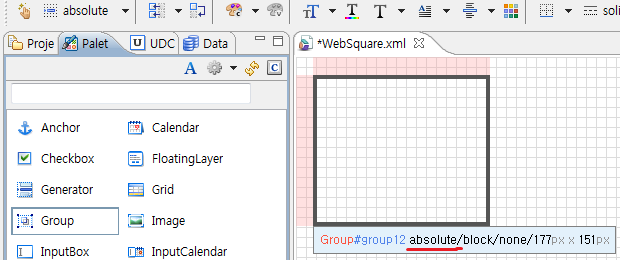 absolute
soli
Proje Palet UDC Data
*WebSquare.xml
Anchor Calendar
Checkbox FloatingLayer
Generator Grid
Group Image
InputBox InputCalendar
Group#group12 absolute/block/none/177px x 151px